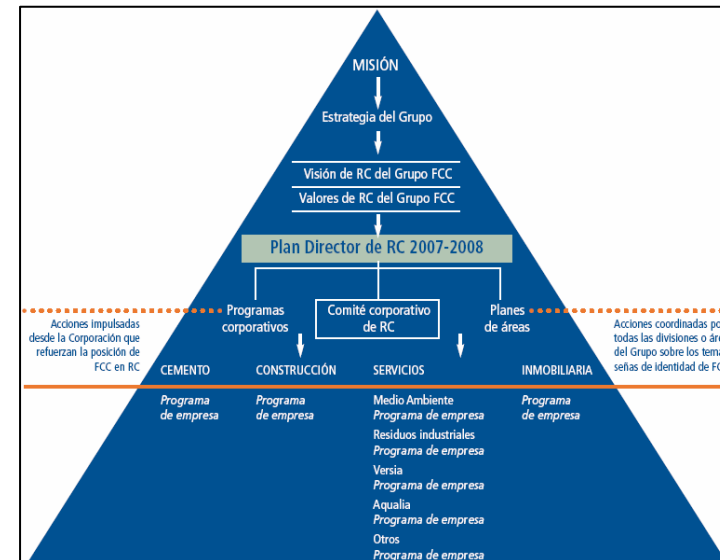 MISIÓN
Estrategia del Grupo
Visión de RC del Grupo FCC
Valores de RC del Grupo FCC
Plan Director de RC 2007-2008
Programas
corporativos
Comité corporativo
de RC
Planes
de áreas
Acciones impulsadas
desde la Corporación que
refuerzan la posición de
FCC en RC
Acciones coordinadas
todas las divisiones o
del Grupo sobre los
señas de identidad de
CEMENTO
Programa
de empresa
CONSTRUCCIÓN
Programa
de empresa
SERVICIOS
Medio Ambiente
Programa de empresa
Residuos industriales
Programa de empresa
Versia
Programa de empresa
Aqualia
Programa de empresa
Otros
Programa de empresa
INMOBILIARIA
Programa
de empresa